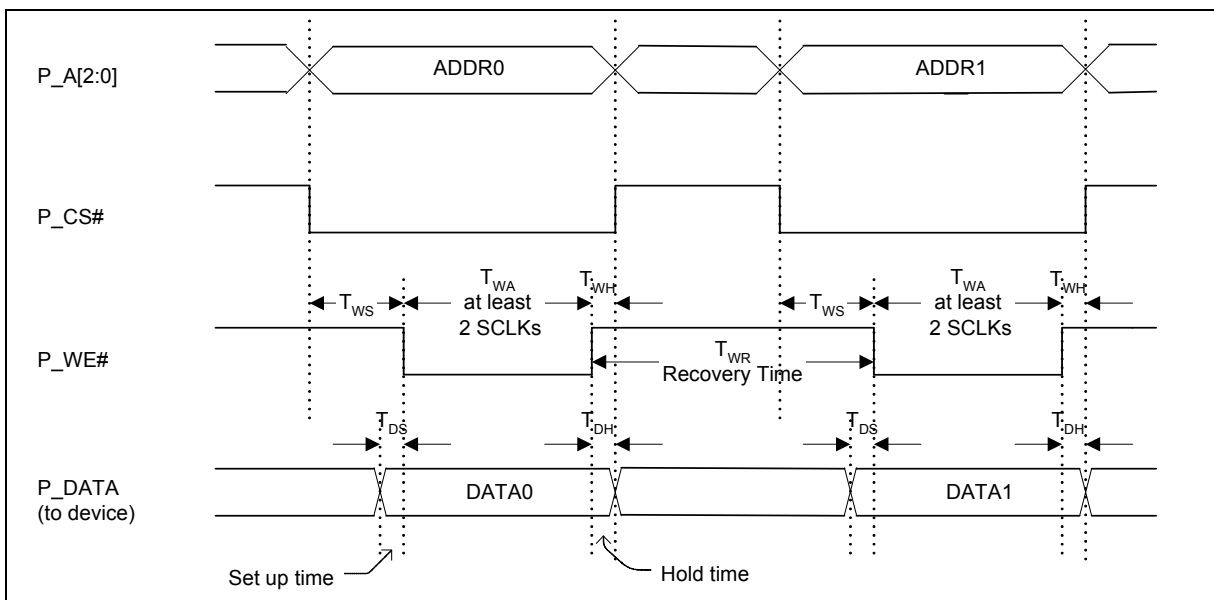 P_A[2:0]
ADDR0
ADDR1
P_CS#
T_WS
T_WA
at least
2 SCLKs
T_WH
T_WS
T_WA
at least
2 SCLKs
T_WH
P_WE#
T_WR
Recovery Time
T_DS
T_DH
T_DS
T_DH
P_DATA
(to device)
DATA0
DATA1
Set up time
Hold time